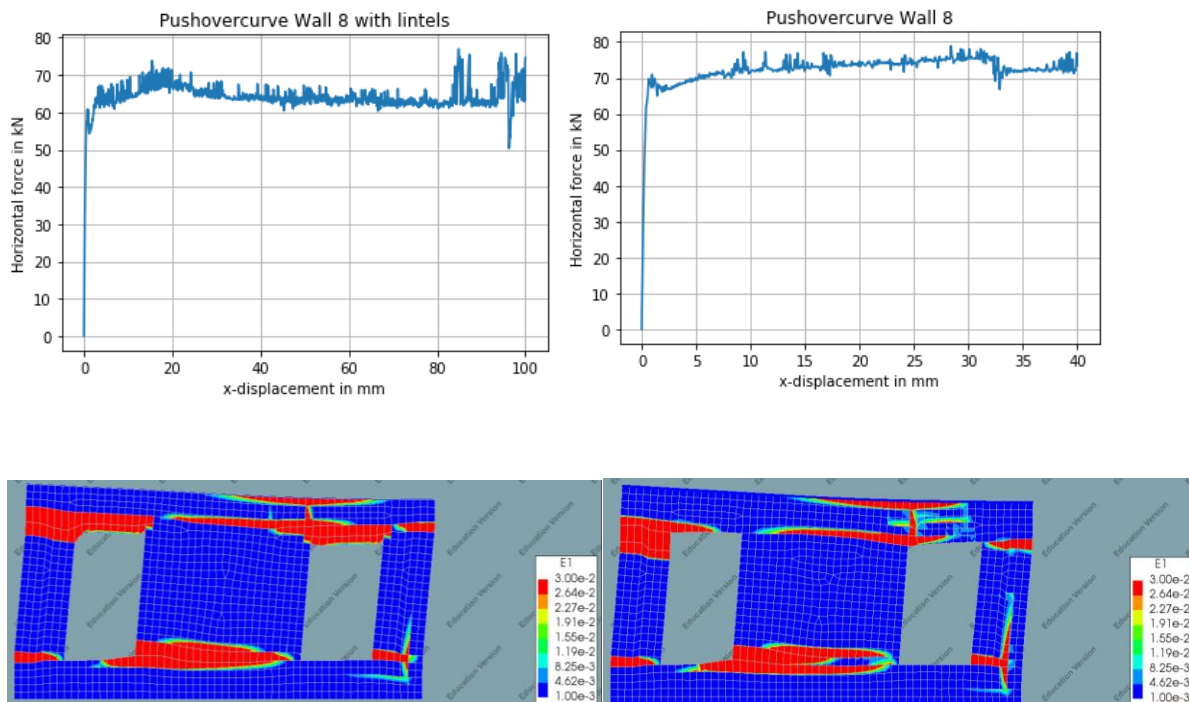 Pushovercurve Wall 8 with lintels
80
70
60
50
40
30
20
10
0
Horizontal force in kN
0 20 40 60 80 100
x-displacement in mm
Pushovercurve Wall 8
80
70
60
50
40
30
20
10
0
Horizontal force in kN
0 5 10 15 20 25 30 35 40
x-displacement in mm
Education Version
E1
3.00e-2
2.64e-2
2.27e-2
1.91e-2
1.55e-2
1.19e-2
8.25e-3
4.62e-3
1.00e-3
Education Version
E1
3.00e-2
2.64e-2
2.27e-2
1.91e-2
1.55e-2
1.19e-2
8.25e-3
4.62e-3
1.00e-3